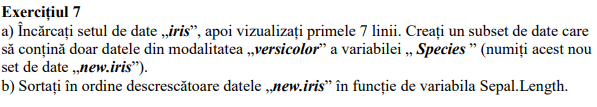 Exercițiul 7
a) Încărcați setul de date „iris”, apoi vizualizați primele 7 linii. Creați un subset de date care
să conțină doar datele din modalitatea „versicolor” a variabilei „ Species ” (numiți acest nou
set de date „new.iris”).
b) Sortați în ordine descrescătoare datele „new.iris” în funcție de variabila Sepal.Length.